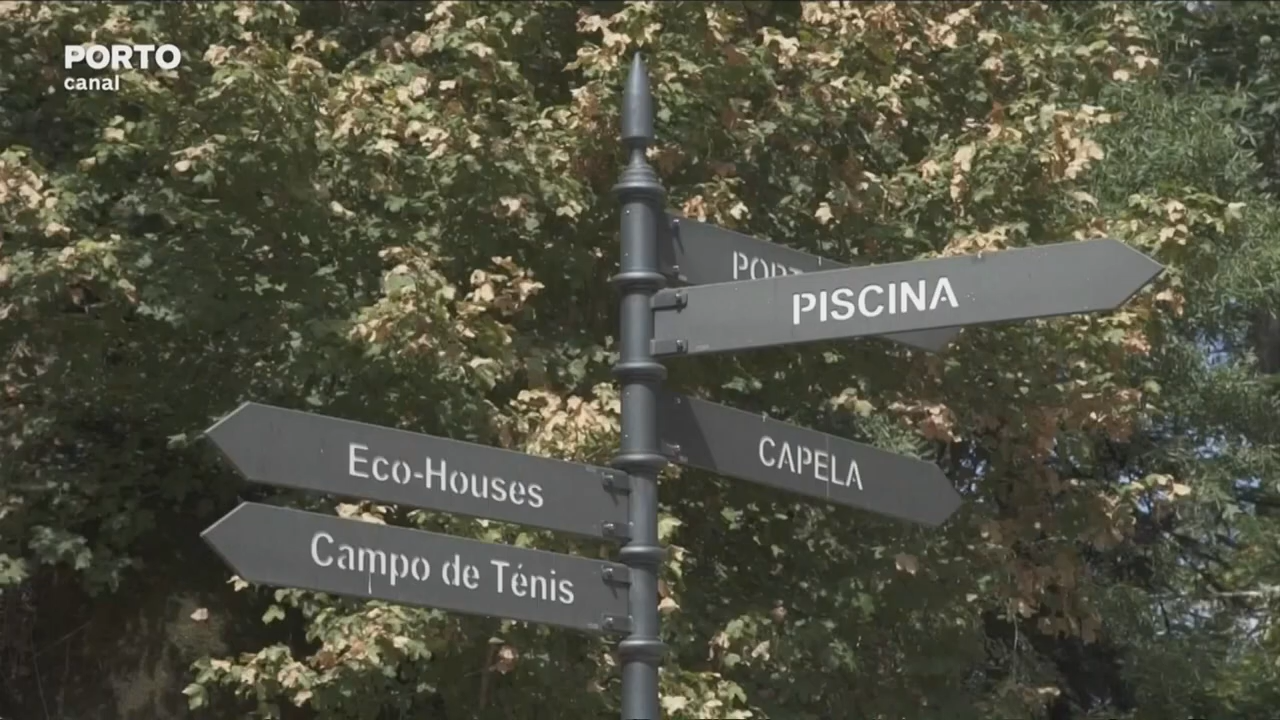 PORTO
canal
PISCINA
CAPELA
Eco-Houses
Campo de Ténis